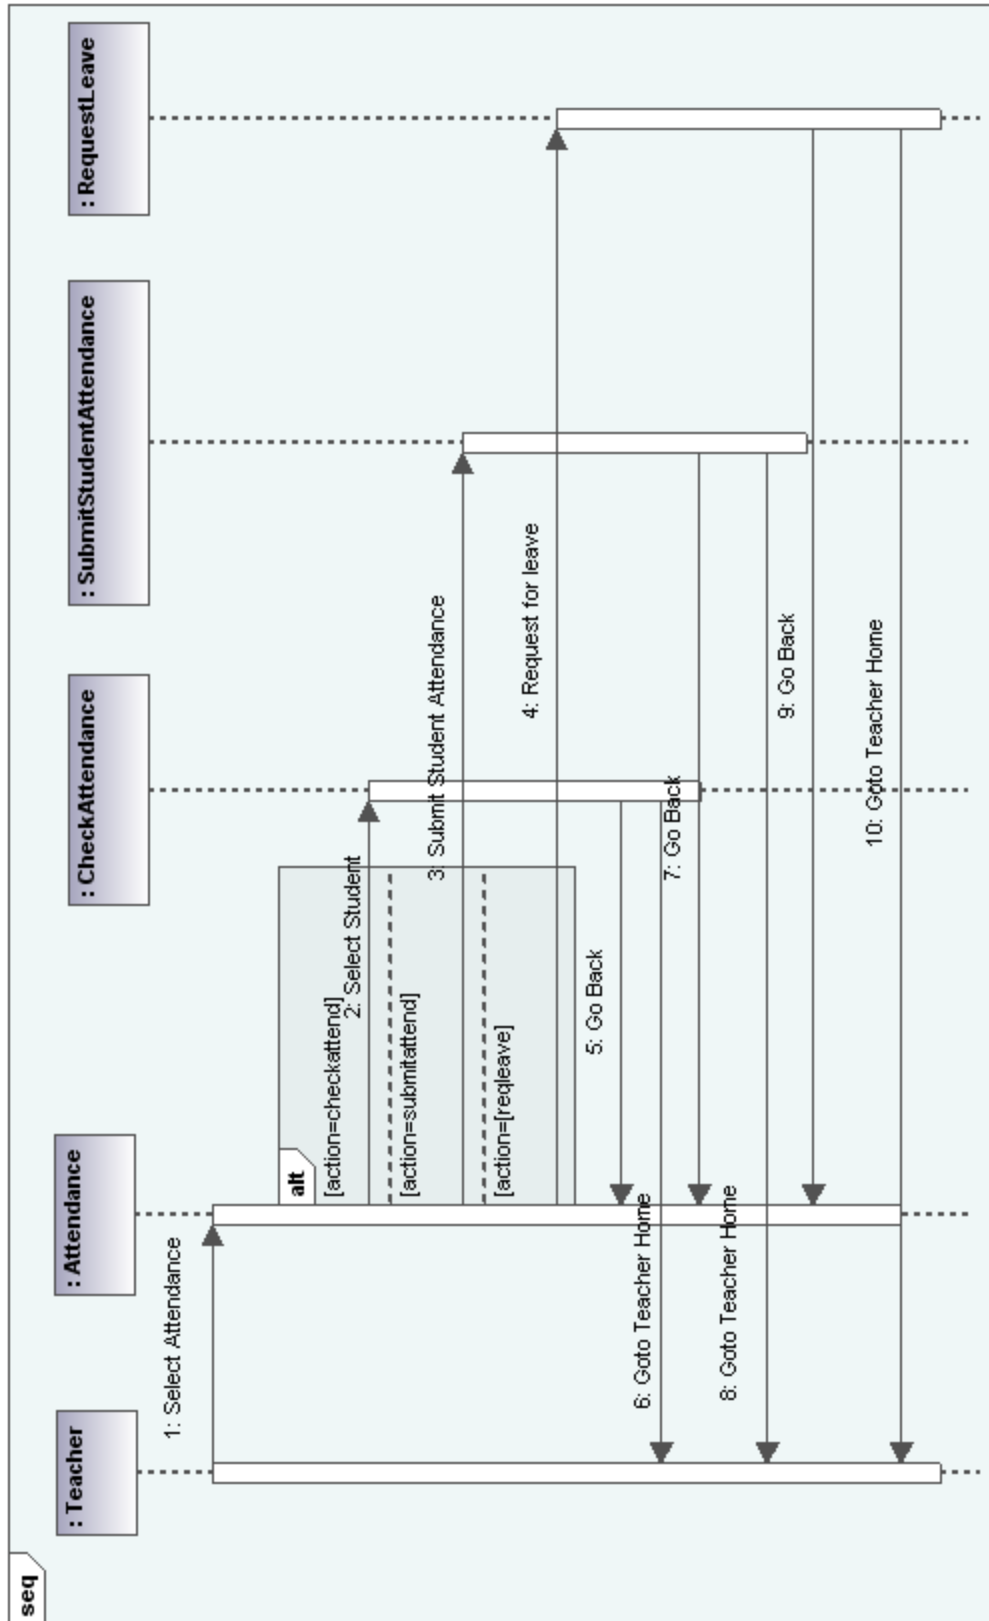 seq
: Teacher
: Attendance
: CheckAttendance
: SubmitStudentAttendance
: RequestLeave
1: Select Attendance
alt
[action=checkattend]
2: Select Student
[action=submitattend]
3: Submit Student Attendance
[action=[reqleave]
4: Request for leave
5: Go Back
6: Goto Teacher Home
7: Go Back
8: Goto Teacher Home
9: Go Back
10: Goto Teacher Home